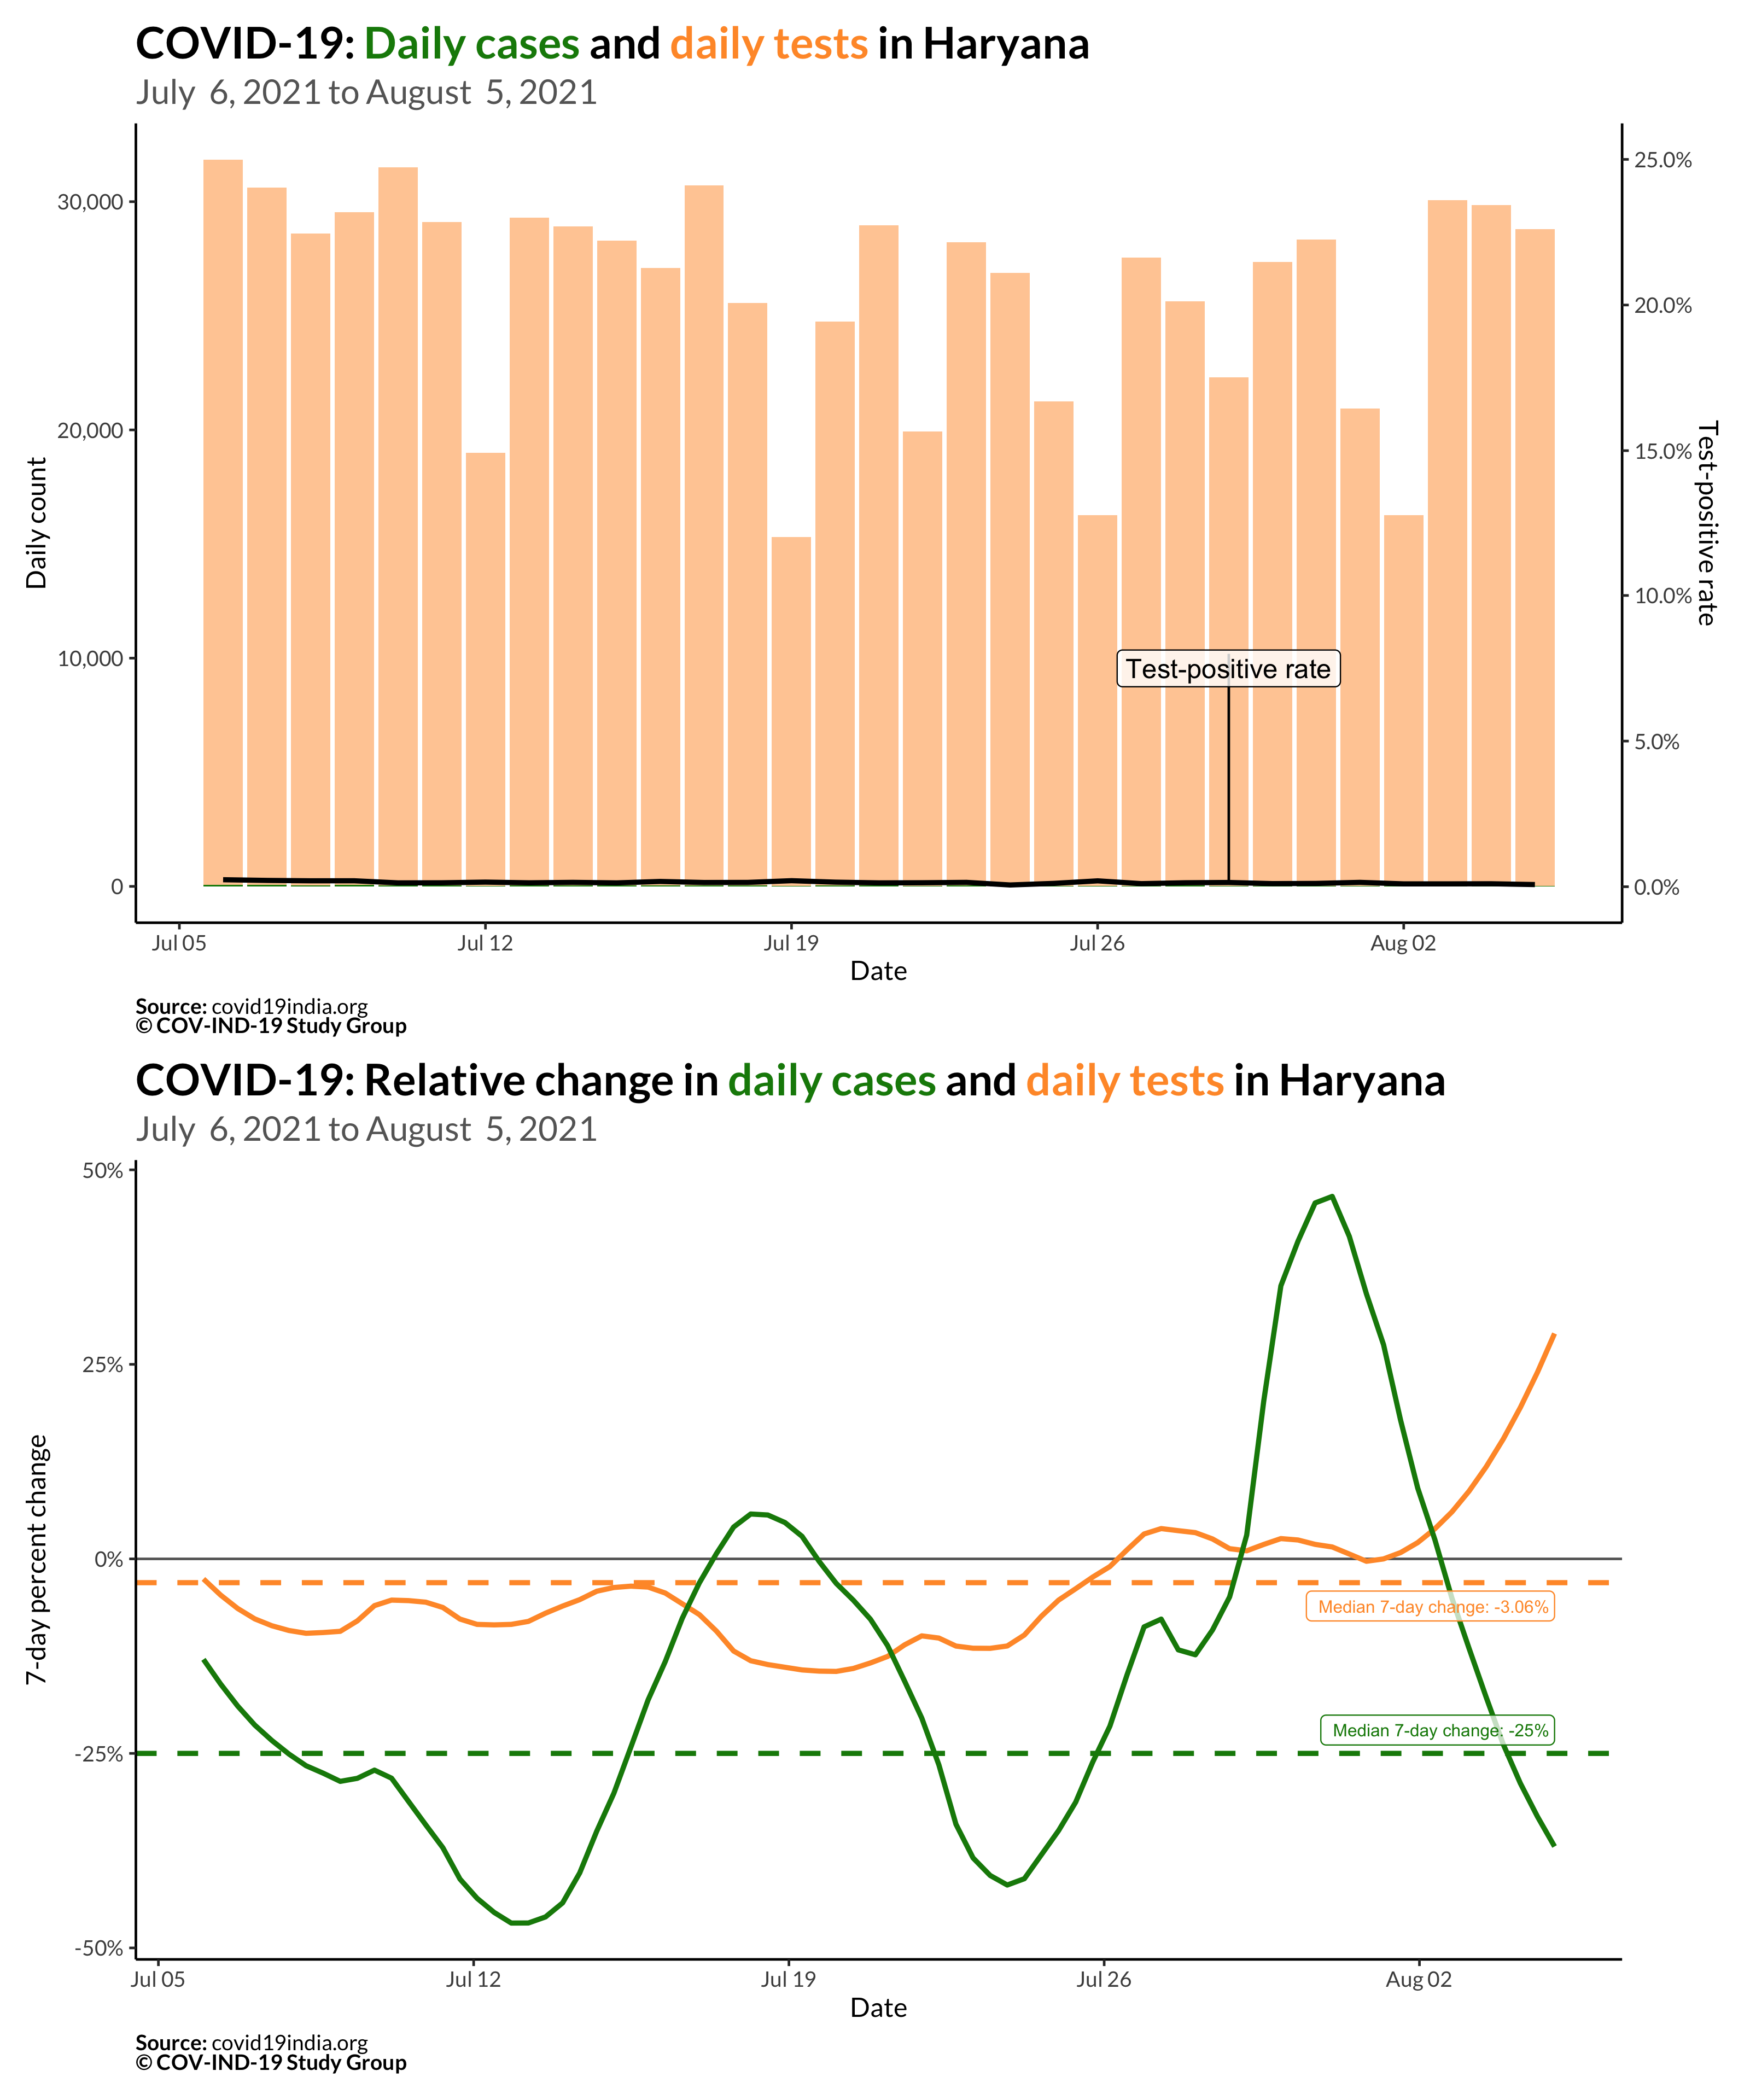 COVID-19: Daily cases and daily tests in Haryana
July 6, 2021 to August 5, 2021
30,000
20,000
10,000
0
Daily count
25.0%
20.0%
15.0%
10.0%
5.0%
0.0%
Test-positive rate
Test-positive rate
Jul 05
Jul 12
Jul 19
Jul 26
Aug 02
Date
Source: covid19india.org
© COV-IND-19 Study Group
COVID-19: Relative change in daily cases and daily tests in Haryana
July 6, 2021 to August 5, 2021
50%
25%
0%
-25%
-50%
7-day percent change
Median 7-day change: -3.06%
Median 7-day change: -25%
Jul 05
Jul 12
Jul 19
Jul 26
Aug 02
Date
Source: covid19india.org
© COV-IND-19 Study Group